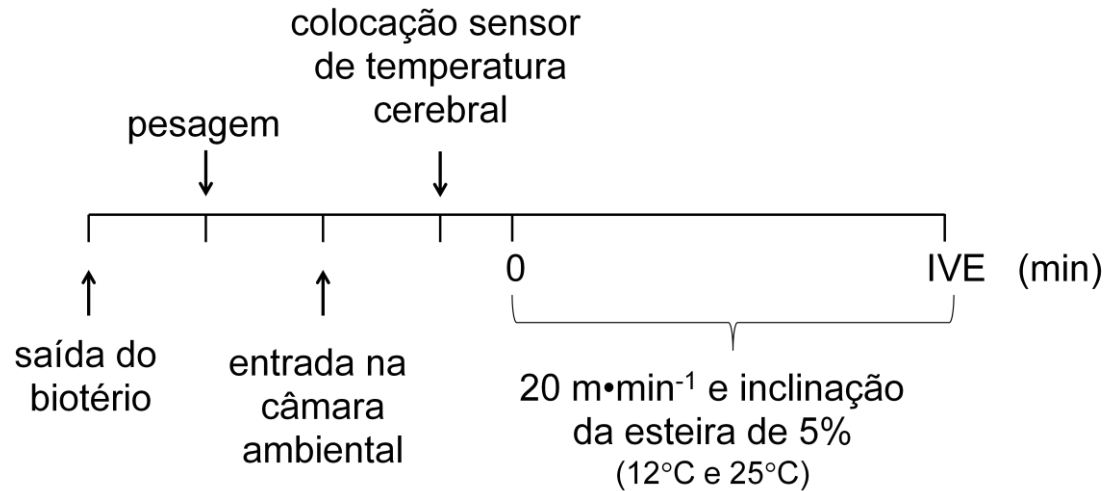 colocação sensor
de temperatura
cerebral
pesagem
0
IVE (min)
saída do
biotério
entrada na
câmara
ambiental
20 m•min⁻¹ e inclinação
da esteira de 5%
(12°C e 25°C)